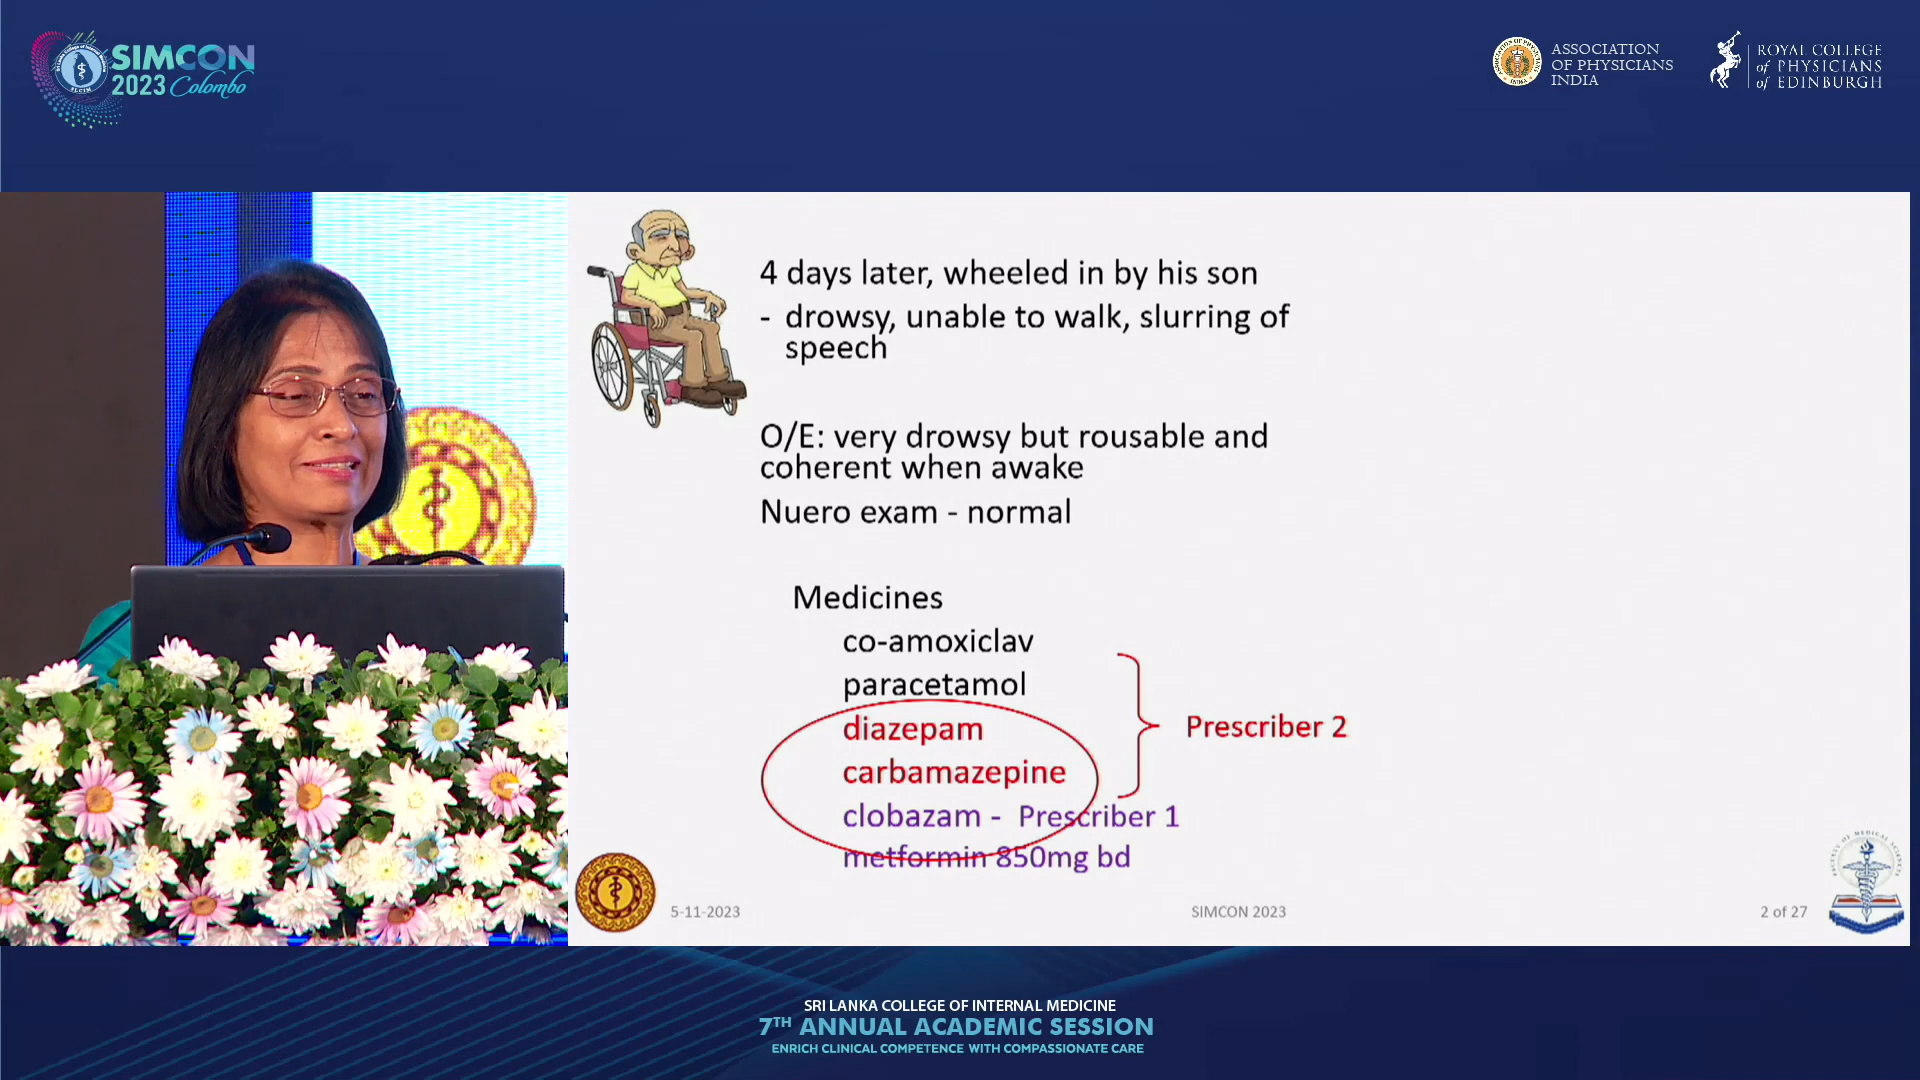 SIMCON
2023 Colombo
SLCIM
ASSOCIATION
OF PHYSICIANS
INDIA
ROYAL COLLEGE
of PHYSICIANS
of EDINBURGH
4 days later, wheeled in by his son
- drowsy, unable to walk, slurring of
speech
O/E: very drowsy but rousable and
coherent when awake
Nuero exam - normal
Medicines
co-amoxiclav
paracetamol
diazepam
carbamazepine
Prescriber 2
clobazam - Prescriber 1
metformin 850mg bd
5-11-2023
SIMCON 2023
2 of 27
SRI LANKA COLLEGE OF INTERNAL MEDICINE
7TH ANNUAL ACADEMIC SESSION
ENRICH CLINICAL COMPETENCE WITH COMPASSIONATE CARE